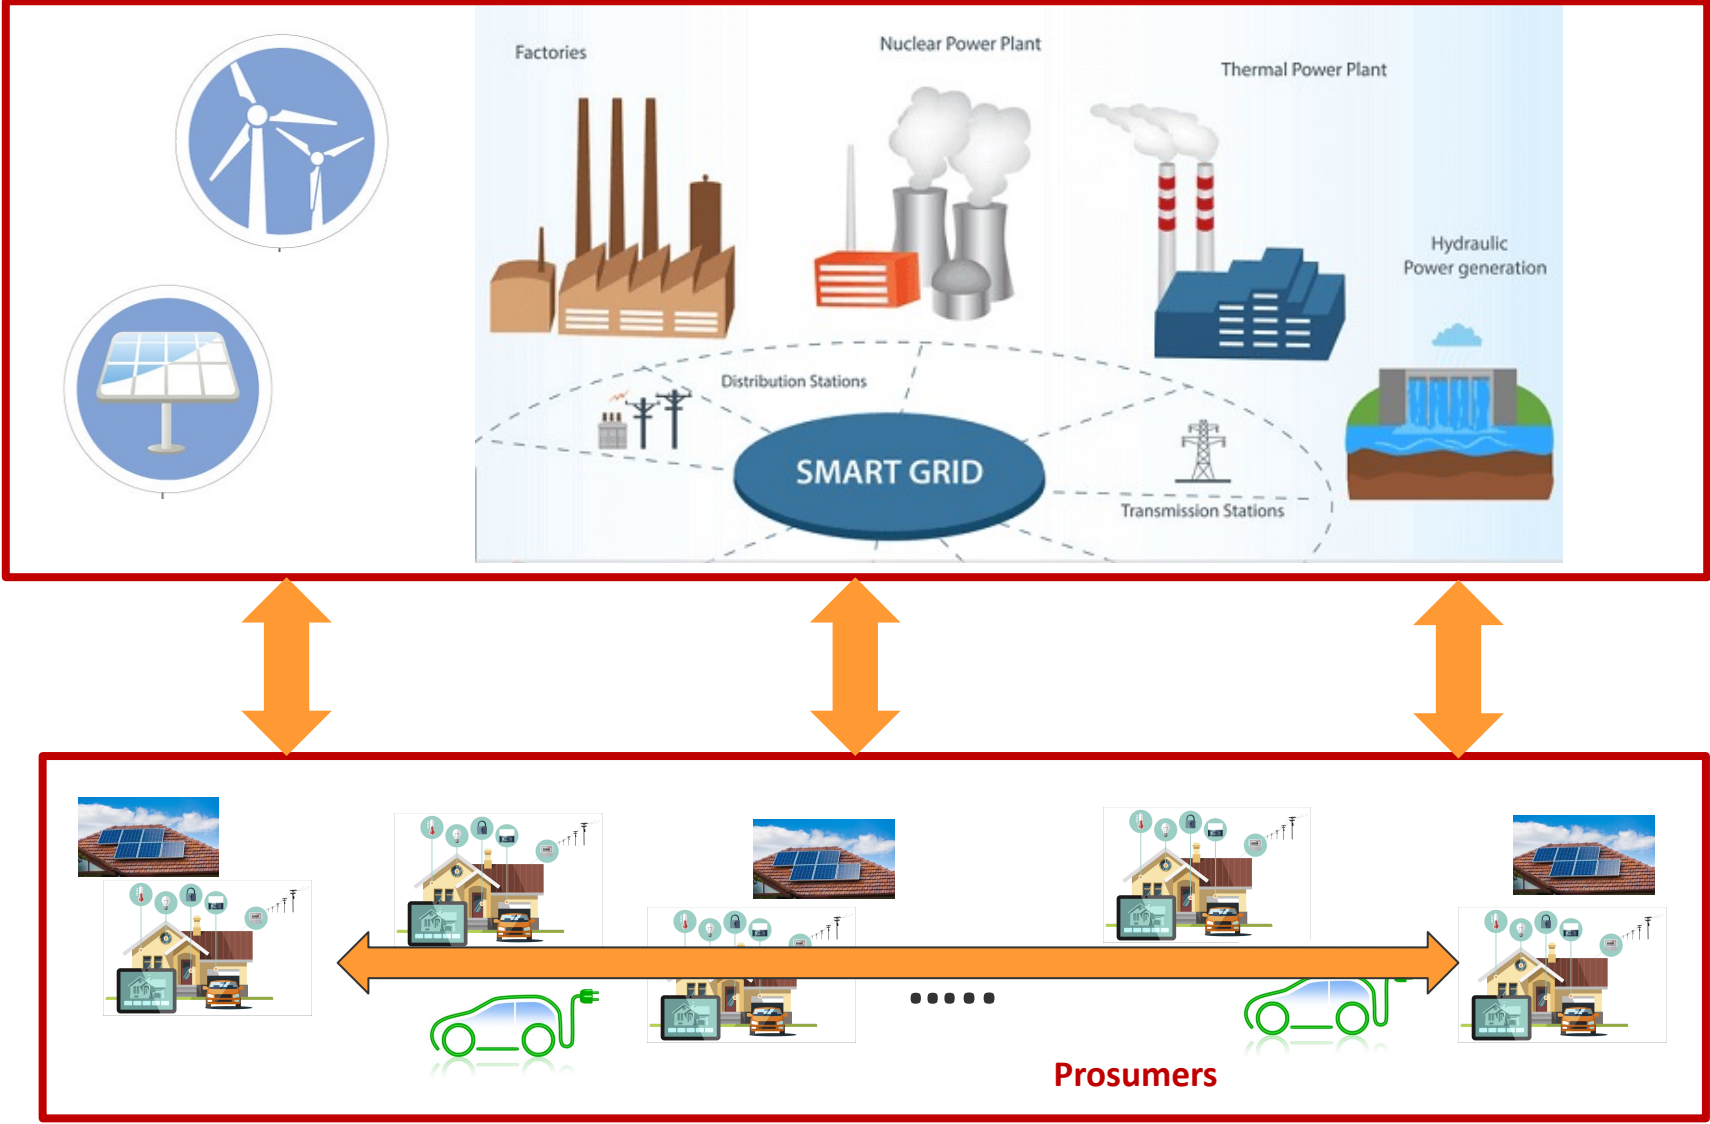 Factories
Nuclear Power Plant
Thermal Power Plant
Hydraulic
Power generation
Distribution Stations
SMART GRID
Transmission Stations
.....
Prosumers